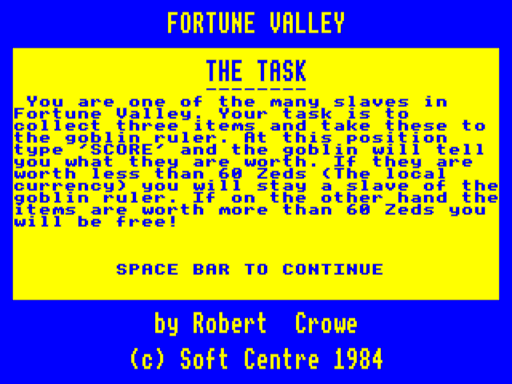 FORTUNE VALLEY
THE TASK
--------
You are one of the many slaves in
Fortune Valley. Your task is to
collect three items and take these to
the goblin ruler. At this position
type 'SCORE' and the goblin will tell
you what they are worth. If they are
worth less than 60 Zeds (The local
currency) you will stay a slave of the
goblin ruler. If on the other hand the
items are worth more than 60 Zeds you
will be free!
SPACE BAR TO CONTINUE
by Robert  Crowe
(c) Soft Centre 1984